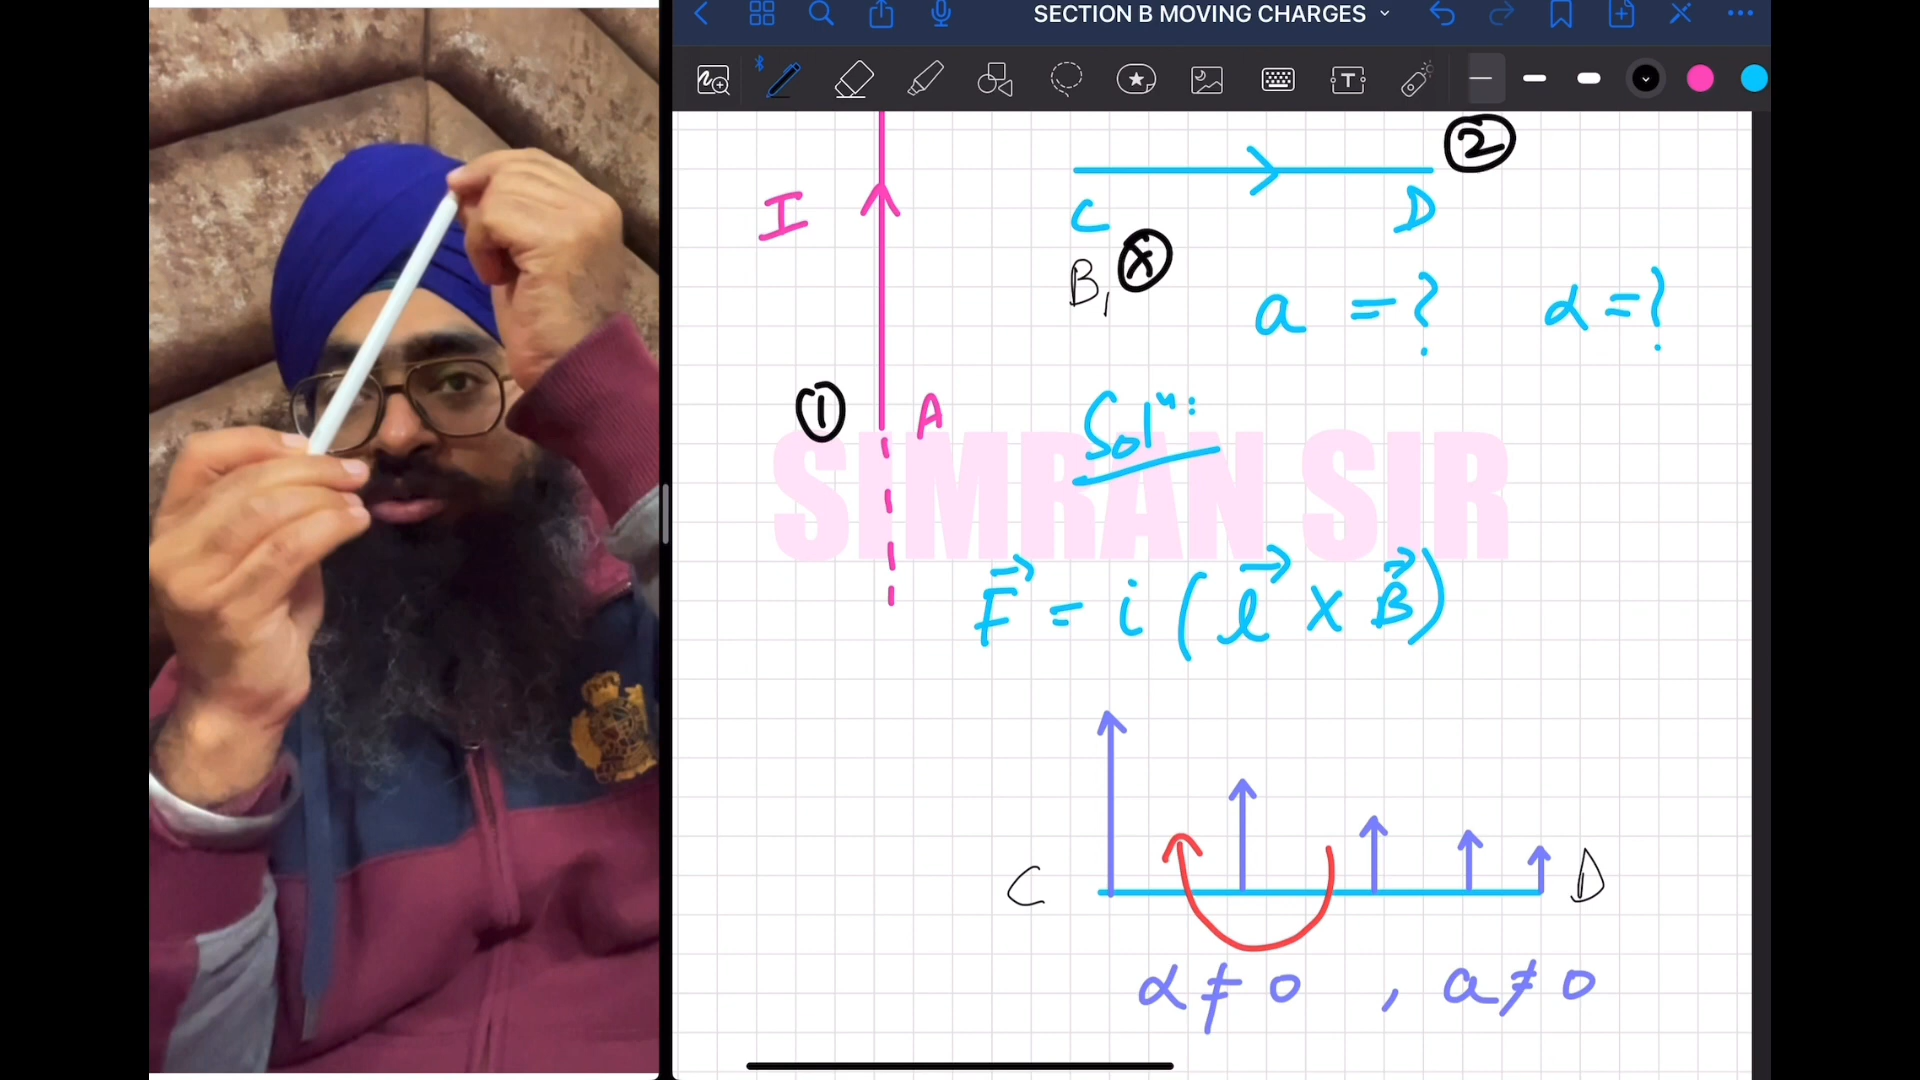 SECTION B MOVING CHARGES
T
2
I
C D
B₁ X
a = ? α = ?
1 A
Solⁿ:
SIMRAN SIR
F⃗ = i ( l⃗ × B⃗ )
C D
α ≠ 0 , a ≠ 0